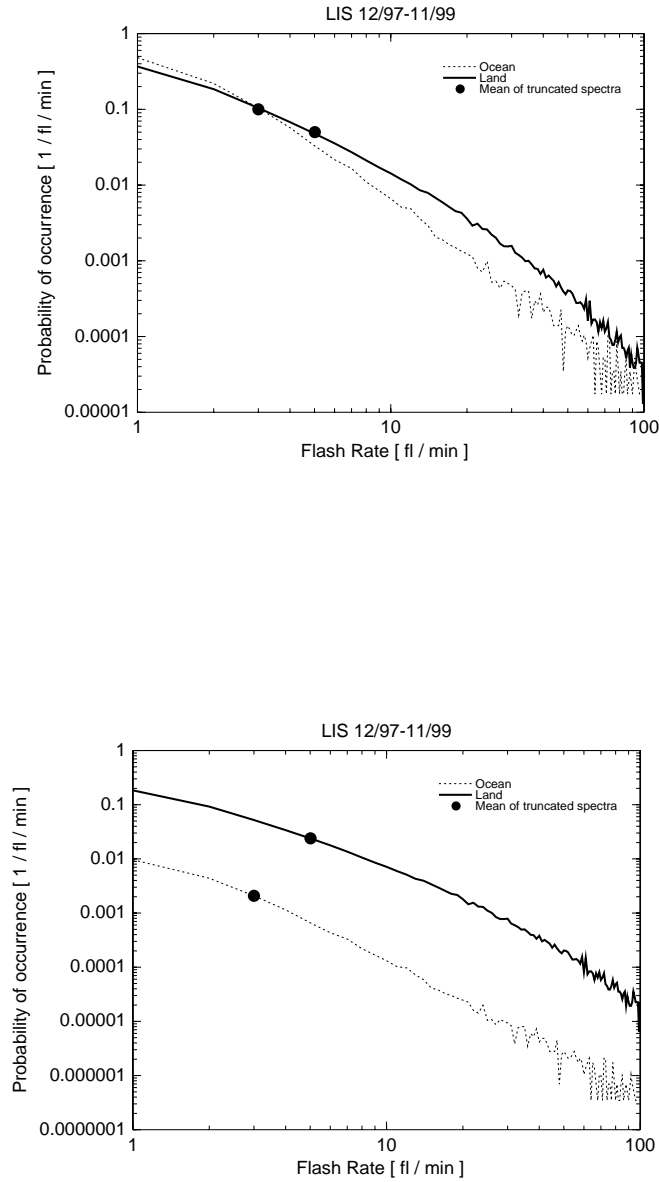 LIS 12/97-11/99
1
0.1
0.01
0.001
0.0001
0.00001
Probability of occurrence [ 1 / fl / min ]
Ocean
Land
Mean of truncated spectra
1 10 100
Flash Rate [ fl / min ]
LIS 12/97-11/99
1
0.1
0.01
0.001
0.0001
0.00001
0.000001
0.0000001
Probability of occurrence [ 1 / fl / min ]
Ocean
Land
Mean of truncated spectra
1 10 100
Flash Rate [ fl / min ]